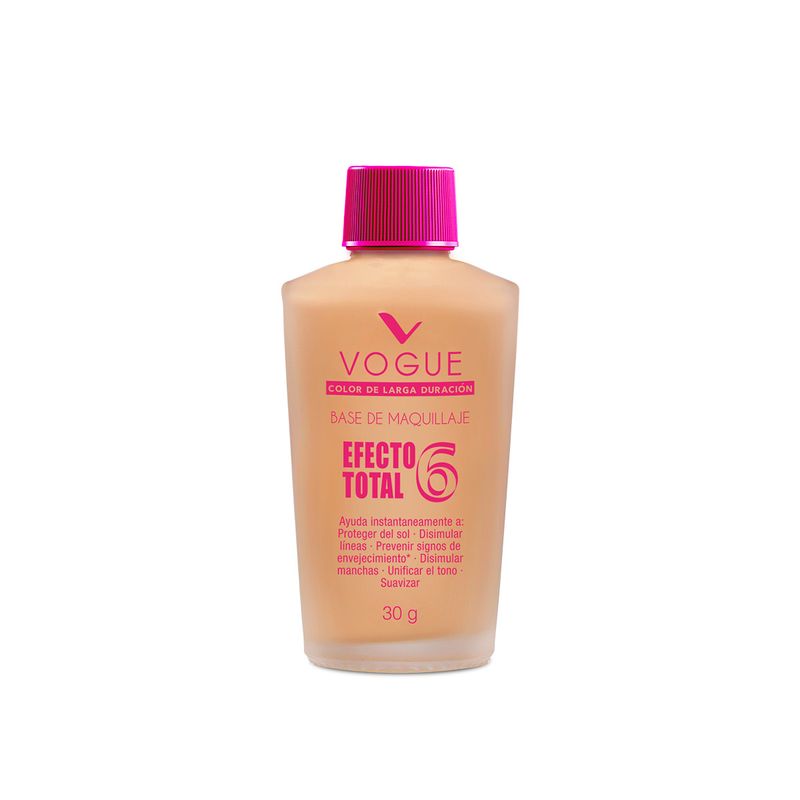 VOGUE
COLOR DE LARGA DURACIÓN
BASE DE MAQUILLAJE
EFECTO
TOTAL 6
Ayuda instantaneamente a:
Proteger del sol · Disimular
líneas · Prevenir signos de
envejecimiento* · Disimular
manchas · Unificar el tono ·
Suavizar
30 g